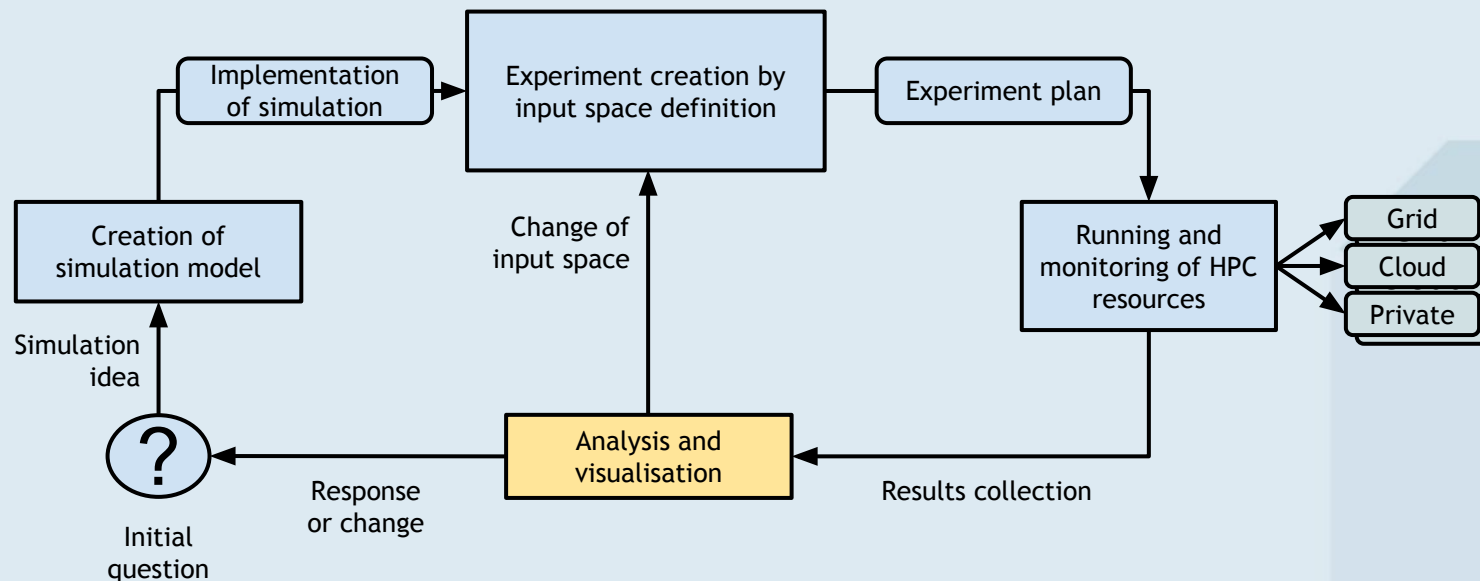 Implementation
of simulation
Experiment creation by
input space definition
Experiment plan
Creation of
simulation model
Change of
input space
Running and
monitoring of HPC
resources
Grid
Cloud
Private
Simulation
idea
?
Initial
question
Response
or change
Analysis and
visualisation
Results collection